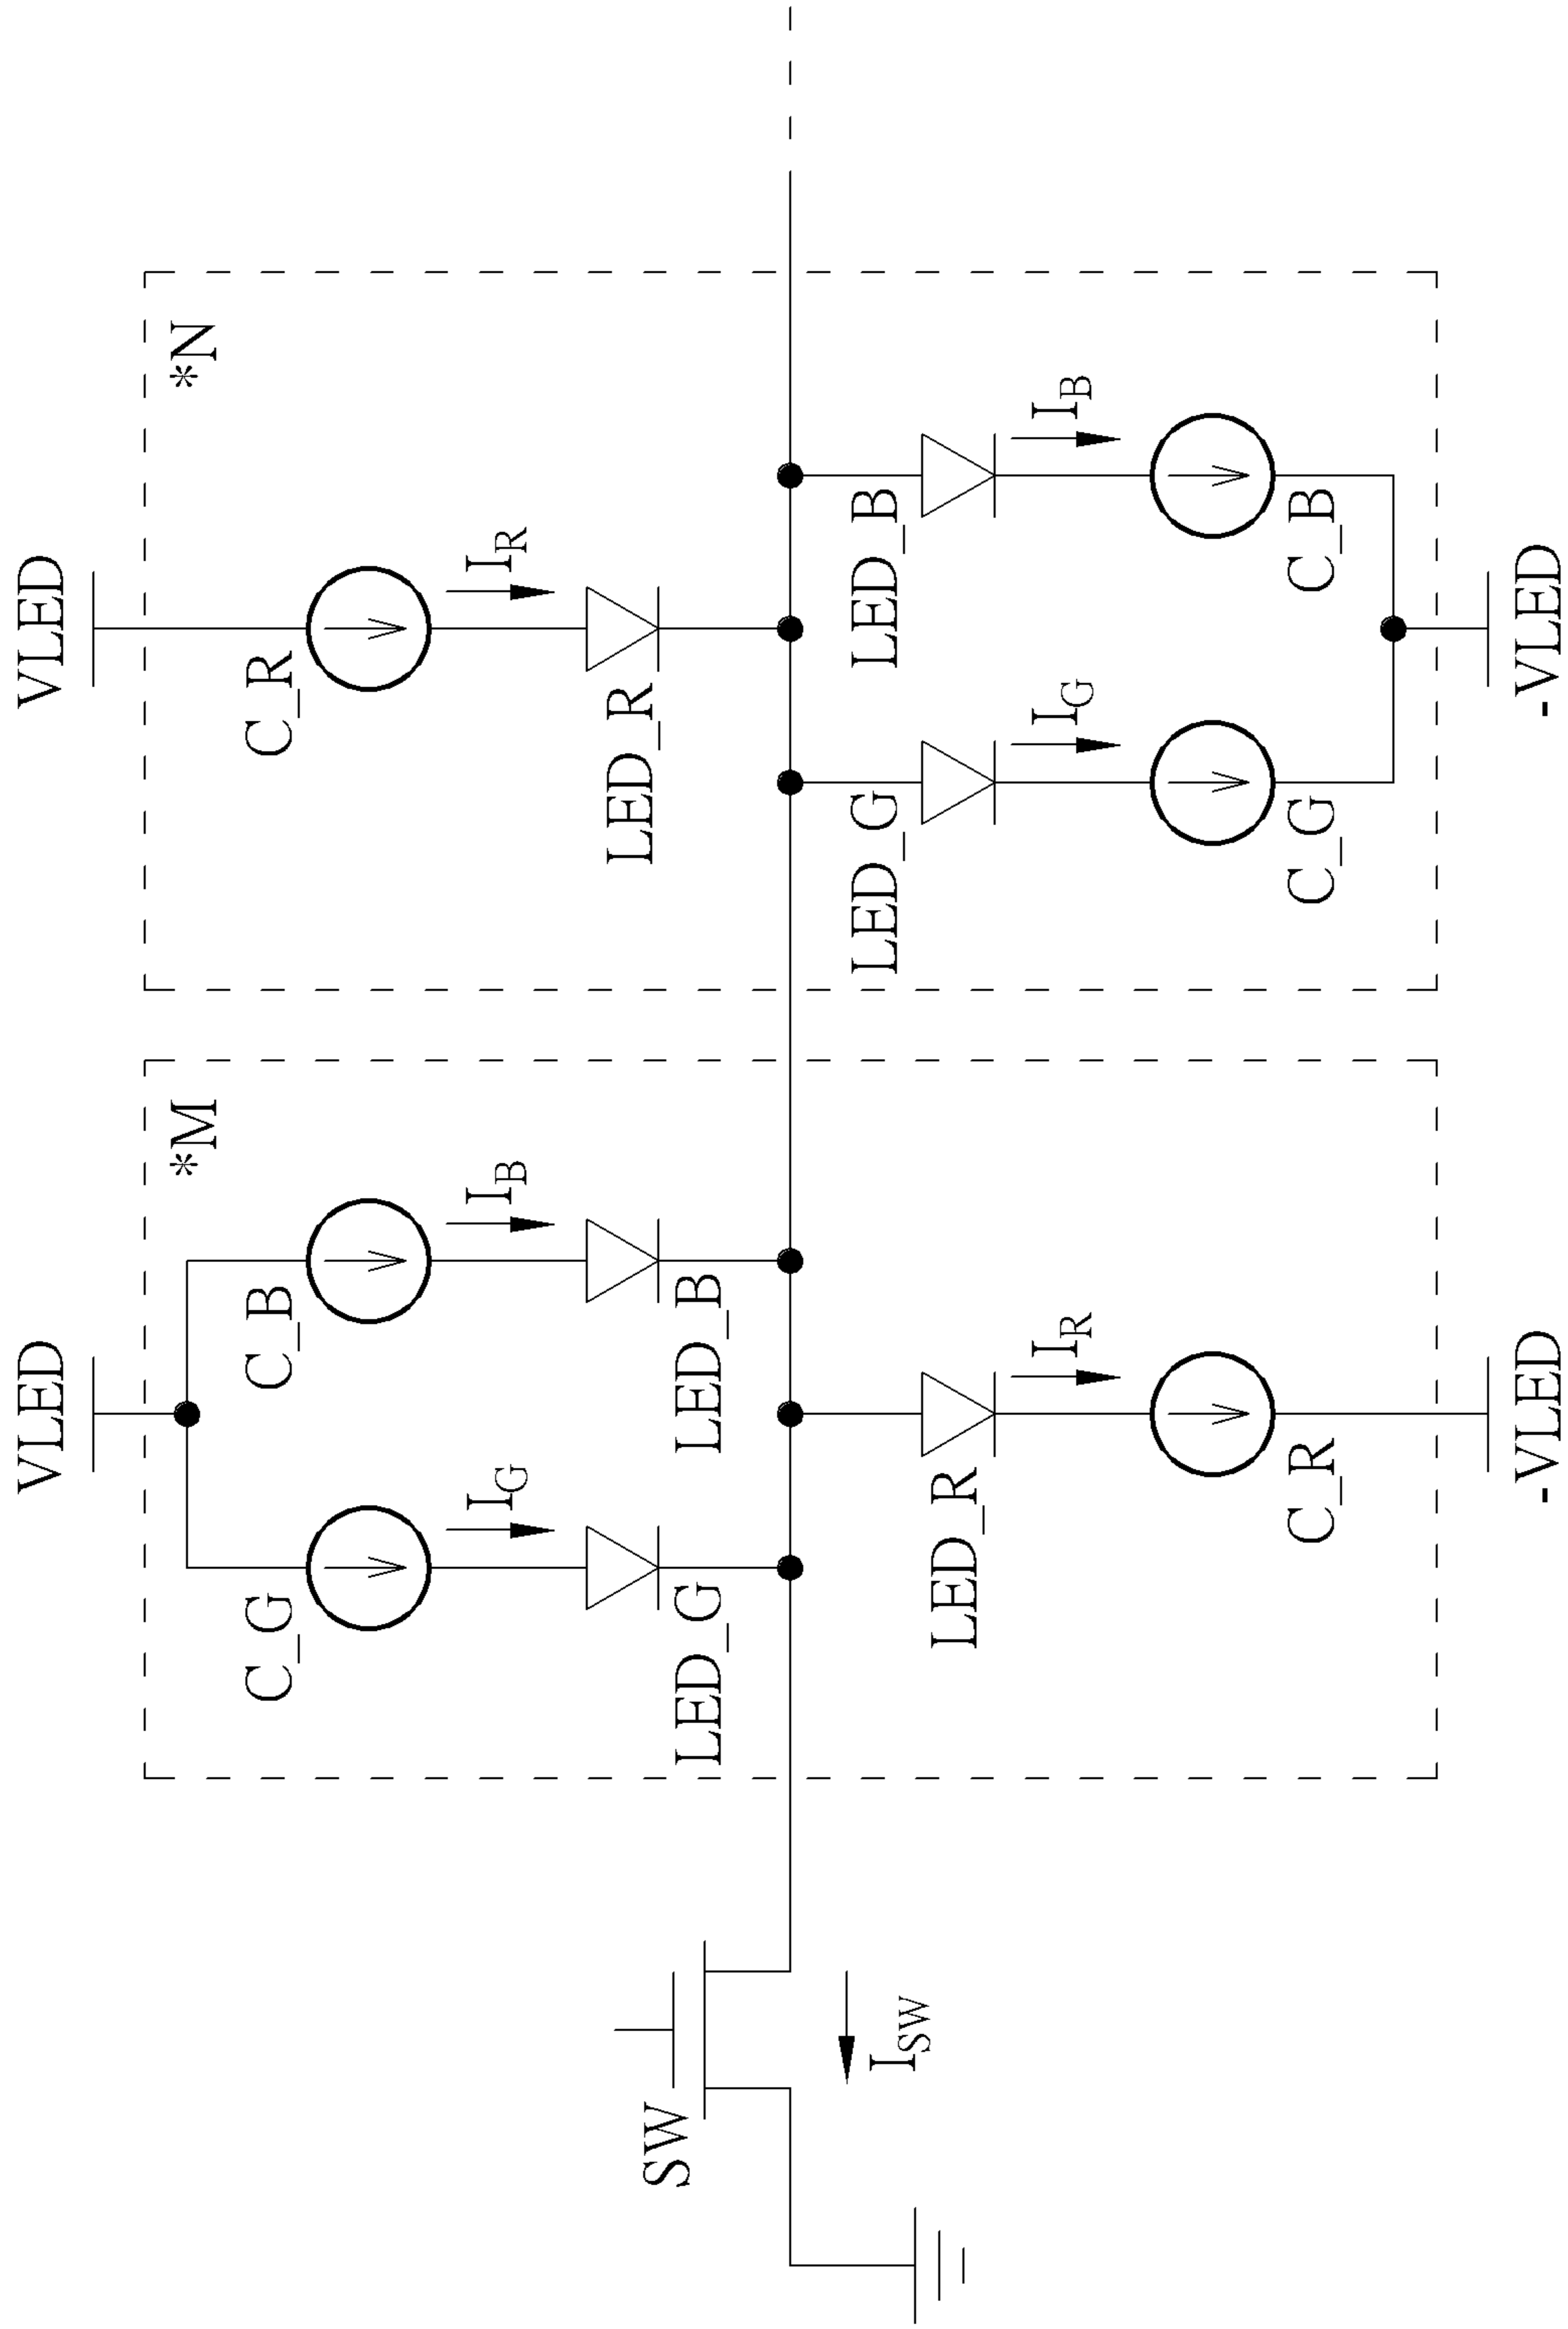 VLED
VLED
*M
*N
C_G
C_B
C_R
I_G
I_B
I_R
LED_G
LED_B
LED_R
SW
I_SW
LED_R
LED_G
LED_B
I_R
I_G
I_B
C_R
C_G
C_B
-VLED
-VLED